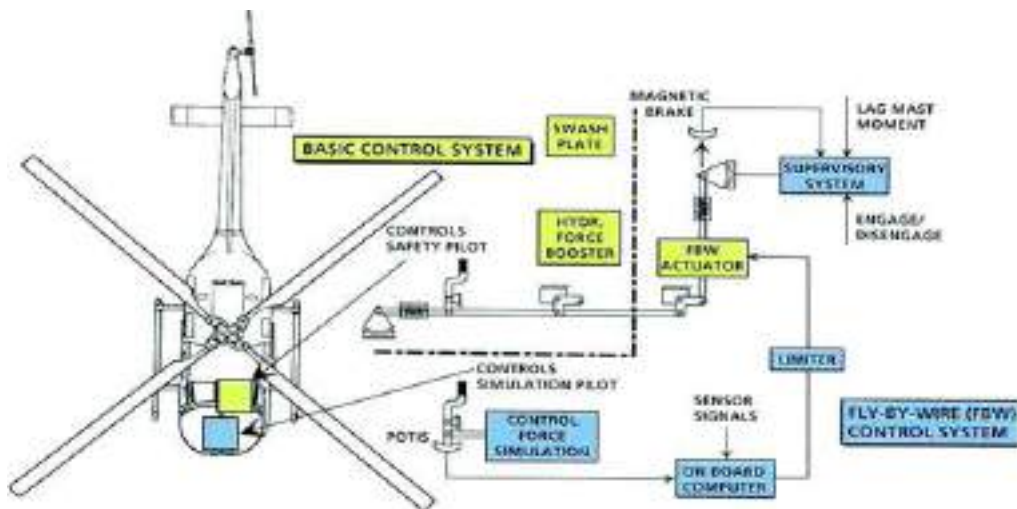 MAGNETIC
BRAKE
LAG MAST
MOMENT
BASIC CONTROL SYSTEM
SWASH
PLATE
SUPERVISORY
SYSTEM
CONTROLS
SAFETY PILOT
HYDR.
FORCE
BOOSTER
ENGAGE/
DISENGAGE
FBW
ACTUATOR
LIMITER
CONTROLS
SIMULATION PILOT
SENSOR
SIGNALS
POTIS
CONTROL
FORCE
SIMULATION
FLY-BY-WIRE (FBW)
CONTROL SYSTEM
ON BOARD
COMPUTER